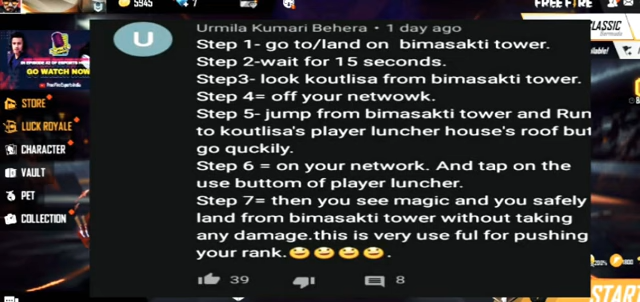 5945
7
FREE FIRE
CLASSIC
U
Urmila Kumari Behera • 1 day ago
Step 1- go to/land on bimasakti tower.
Step 2-wait for 15 seconds.
Step3- look koutlisa from bimasakti tower.
Step 4= off your netwowk.
Step 5- jump from bimasakti tower and Run
to koutlisa's player luncher house's roof but
go quckily.
Step 6 = on your network. And tap on the
use buttom of player luncher.
Step 7= then you see magic and you safely
land from bimasakti tower without taking
any damage.this is very use ful for pushing
your rank.😄😄😄😄.
39
8
GO WATCH NOW
STORE
LUCK ROYALE
CHARACTER
VAULT
PET
COLLECTION
START